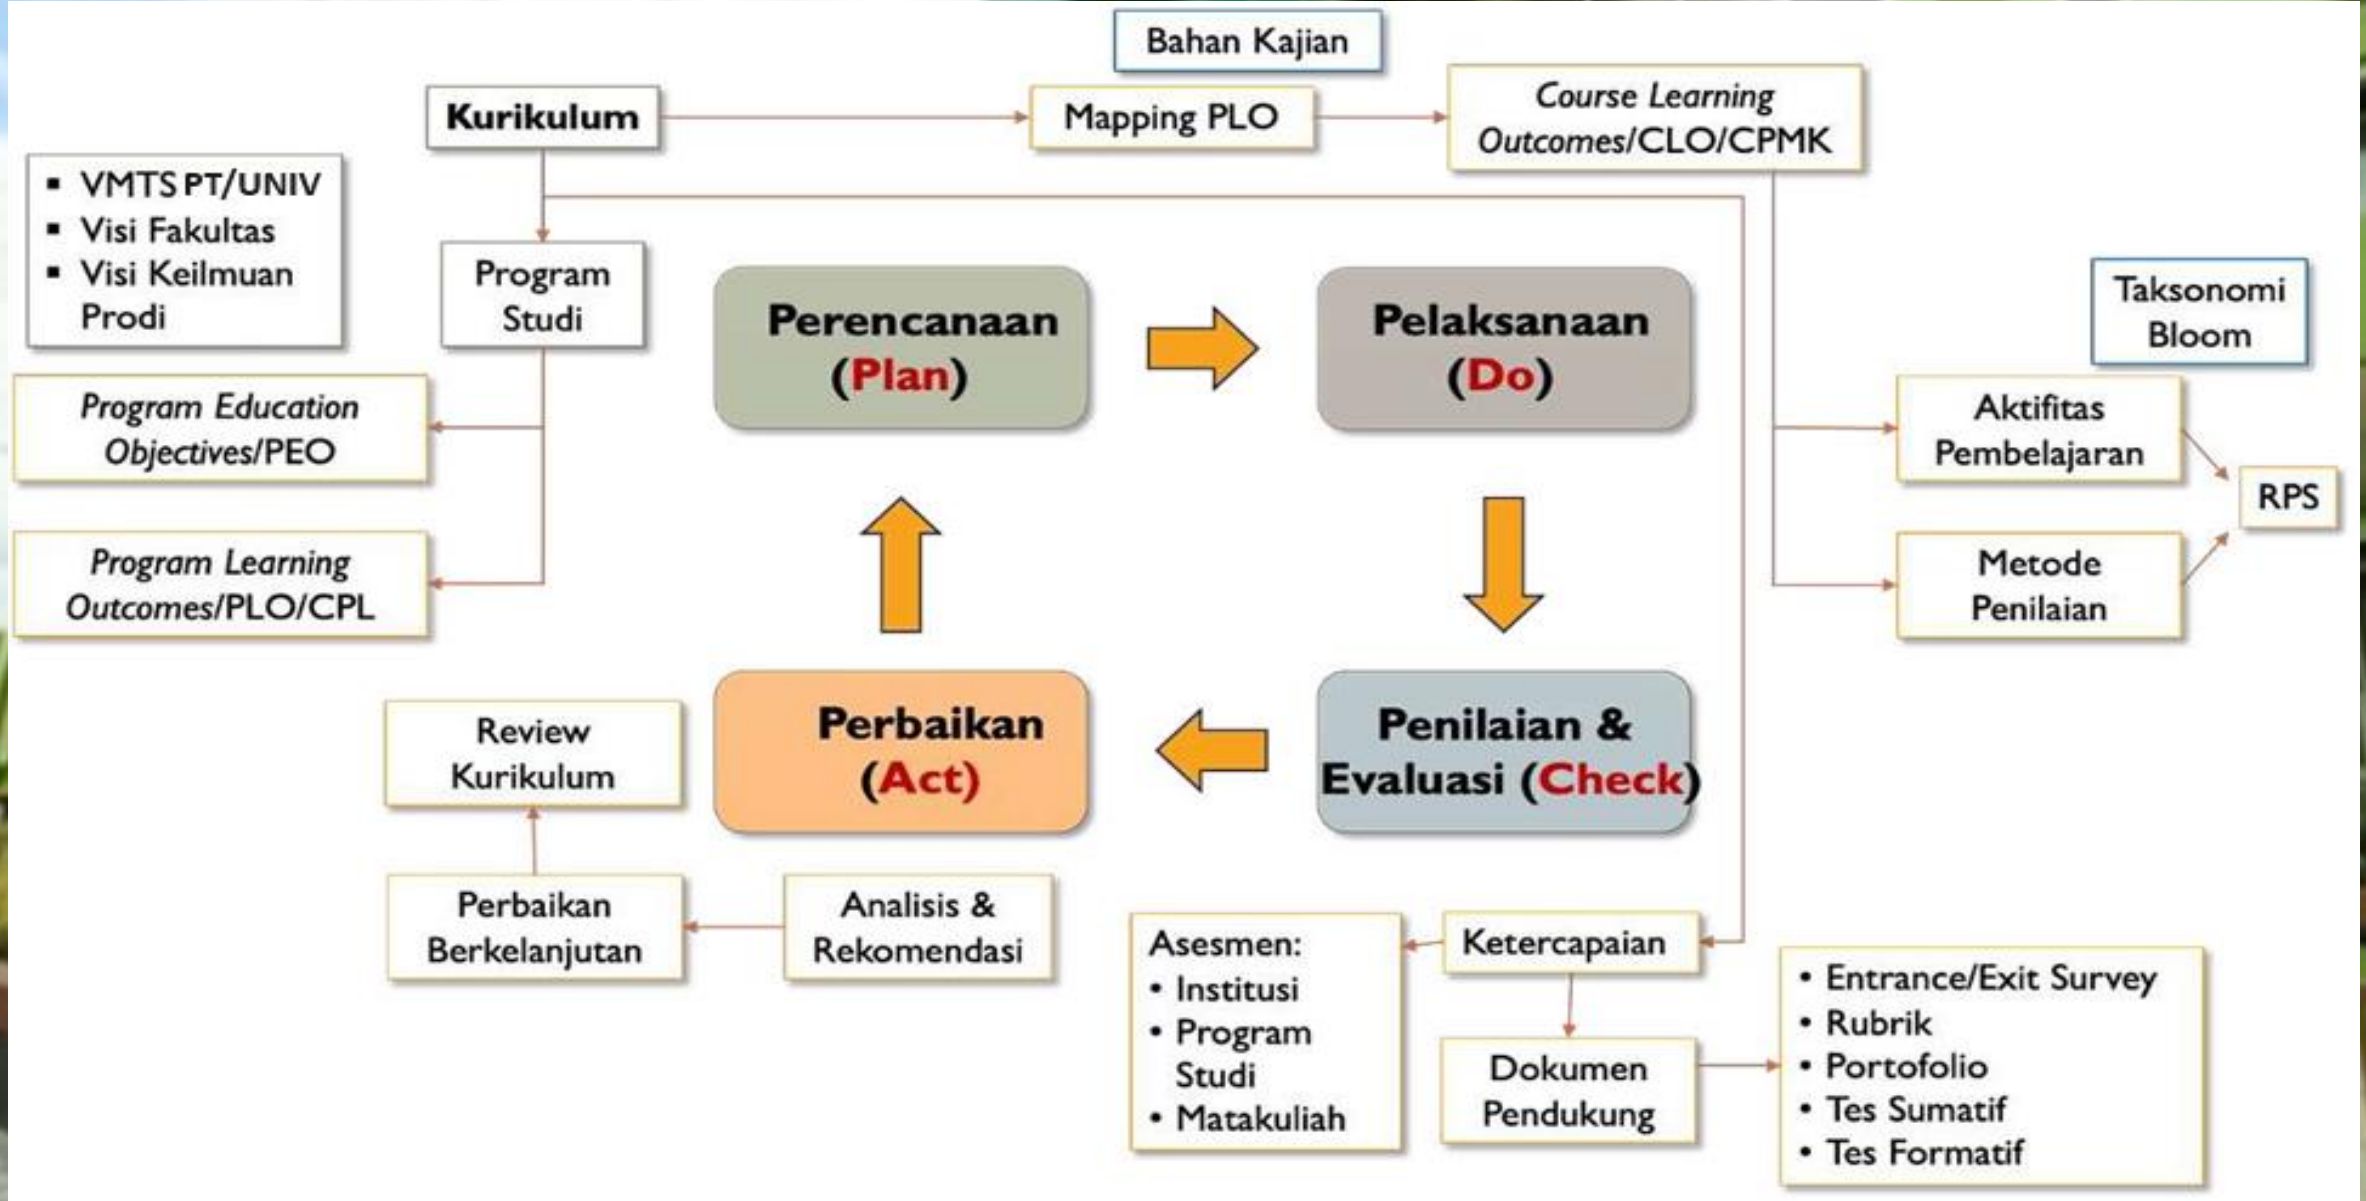 Bahan Kajian
Kurikulum
Mapping PLO
Course Learning
Outcomes/CLO/CPMK
▪ VMTS PT/UNIV
▪ Visi Fakultas
▪ Visi Keilmuan
Prodi
Program
Studi
Perencanaan
(Plan)
Pelaksanaan
(Do)
Taksonomi
Bloom
Program Education
Objectives/PEO
Aktifitas
Pembelajaran
RPS
Program Learning
Outcomes/PLO/CPL
Metode
Penilaian
Review
Kurikulum
Perbaikan
(Act)
Penilaian &
Evaluasi (Check)
Perbaikan
Berkelanjutan
Analisis &
Rekomendasi
Asesmen:
• Institusi
• Program
Studi
• Matakuliah
Ketercapaian
Dokumen
Pendukung
• Entrance/Exit Survey
• Rubrik
• Portofolio
• Tes Sumatif
• Tes Formatif